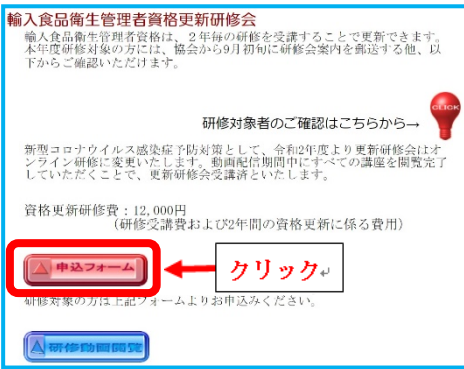 輸入食品衛生管理者資格更新研修会
輸入食品衛生管理者資格は、２年毎の研修を受講することで更新できます。
本年度研修対象の方には、協会から9月初旬に研修会案内を郵送する他、以
下からご確認いただけます。
CLICK
研修対象者のご確認はこちらから→
新型コロナウイルス感染症予防対策として、令和2年度より更新研修会はオ
ンライン研修に変更いたします。動画配信期間中にすべての講座を閲覧完了
していただくことで、更新研修会受講済といたします。
資格更新研修費：12,000円
（研修受講費および2年間の資格更新に係る費用）
申込フォーム
クリック
研修対象の方は上記フォームよりお申込みください。
研修動画閲覧